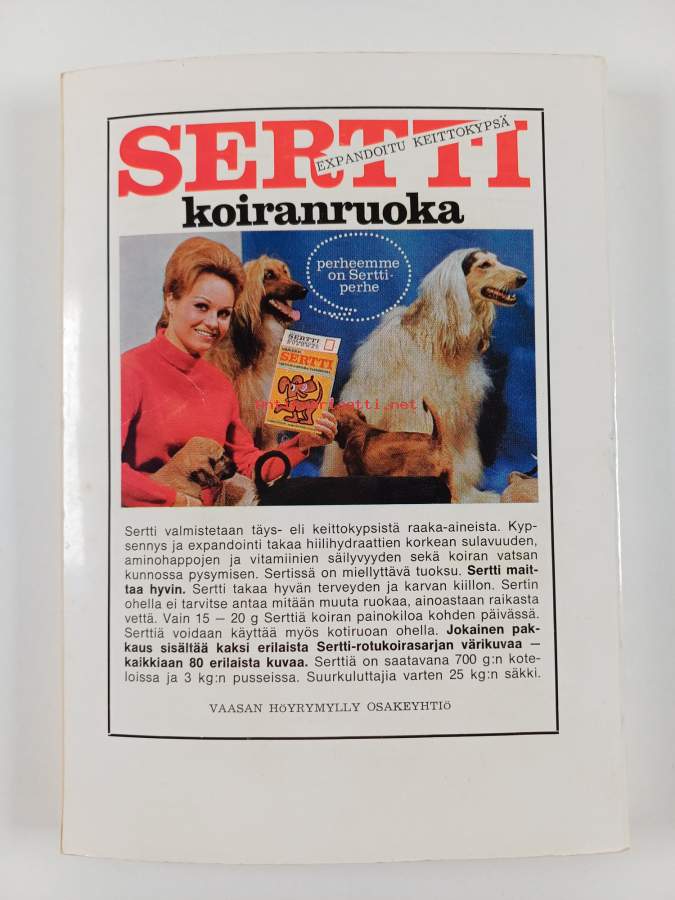 SERTTI
EXPANDOITU KEITTOKYPSÄ
koiranruoka
perheemme
on Sertti-
perhe
SERTTI
SERTTI
antikvariaatti.net
Sertti valmistetaan täys- eli keittokypsistä raaka-aineista. Kyp-
sennys ja expandointi takaa hiilihydraattien korkean sulavuuden,
aminohappojen ja vitamiinien säilyvyyden sekä koiran vatsan
kunnossa pysymisen. Sertissä on miellyttävä tuoksu. Sertti mait-
taa hyvin. Sertti takaa hyvän terveyden ja karvan kiillon. Sertin
ohella ei tarvitse antaa mitään muuta ruokaa, ainoastaan raikasta
vettä. Vain 15 — 20 g Serttiä koiran painokiloa kohden päivässä.
Serttiä voidaan käyttää myös kotiruoan ohella. Jokainen pak-
kaus sisältää kaksi erilaista Sertti-rotukoirasarjan värikuvaa —
kaikkiaan 80 erilaista kuvaa. Serttiä on saatavana 700 g:n kote-
loissa ja 3 kg:n pusseissa. Suurkuluttajia varten 25 kg:n säkki.
VAASAN HöYRYMYLLY OSAKEYHTIö